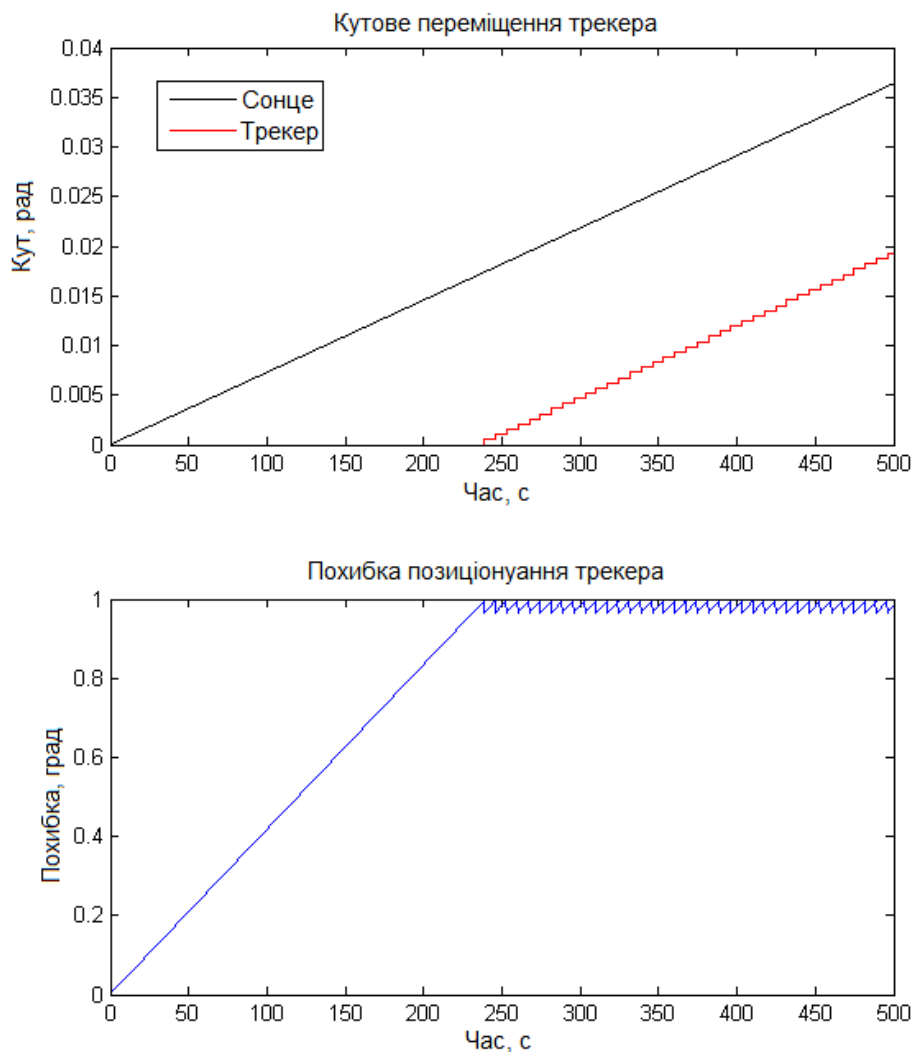 Кутове переміщення трекера
0.04
0.035
0.03
0.025
0.02
0.015
0.01
0.005
0
Кут, рад
Сонце
Трекер
0 50 100 150 200 250 300 350 400 450 500
Час, с
Похибка позиціонуання трекера
1
0.8
0.6
0.4
0.2
0
Похибка, град
0 50 100 150 200 250 300 350 400 450 500
Час, с